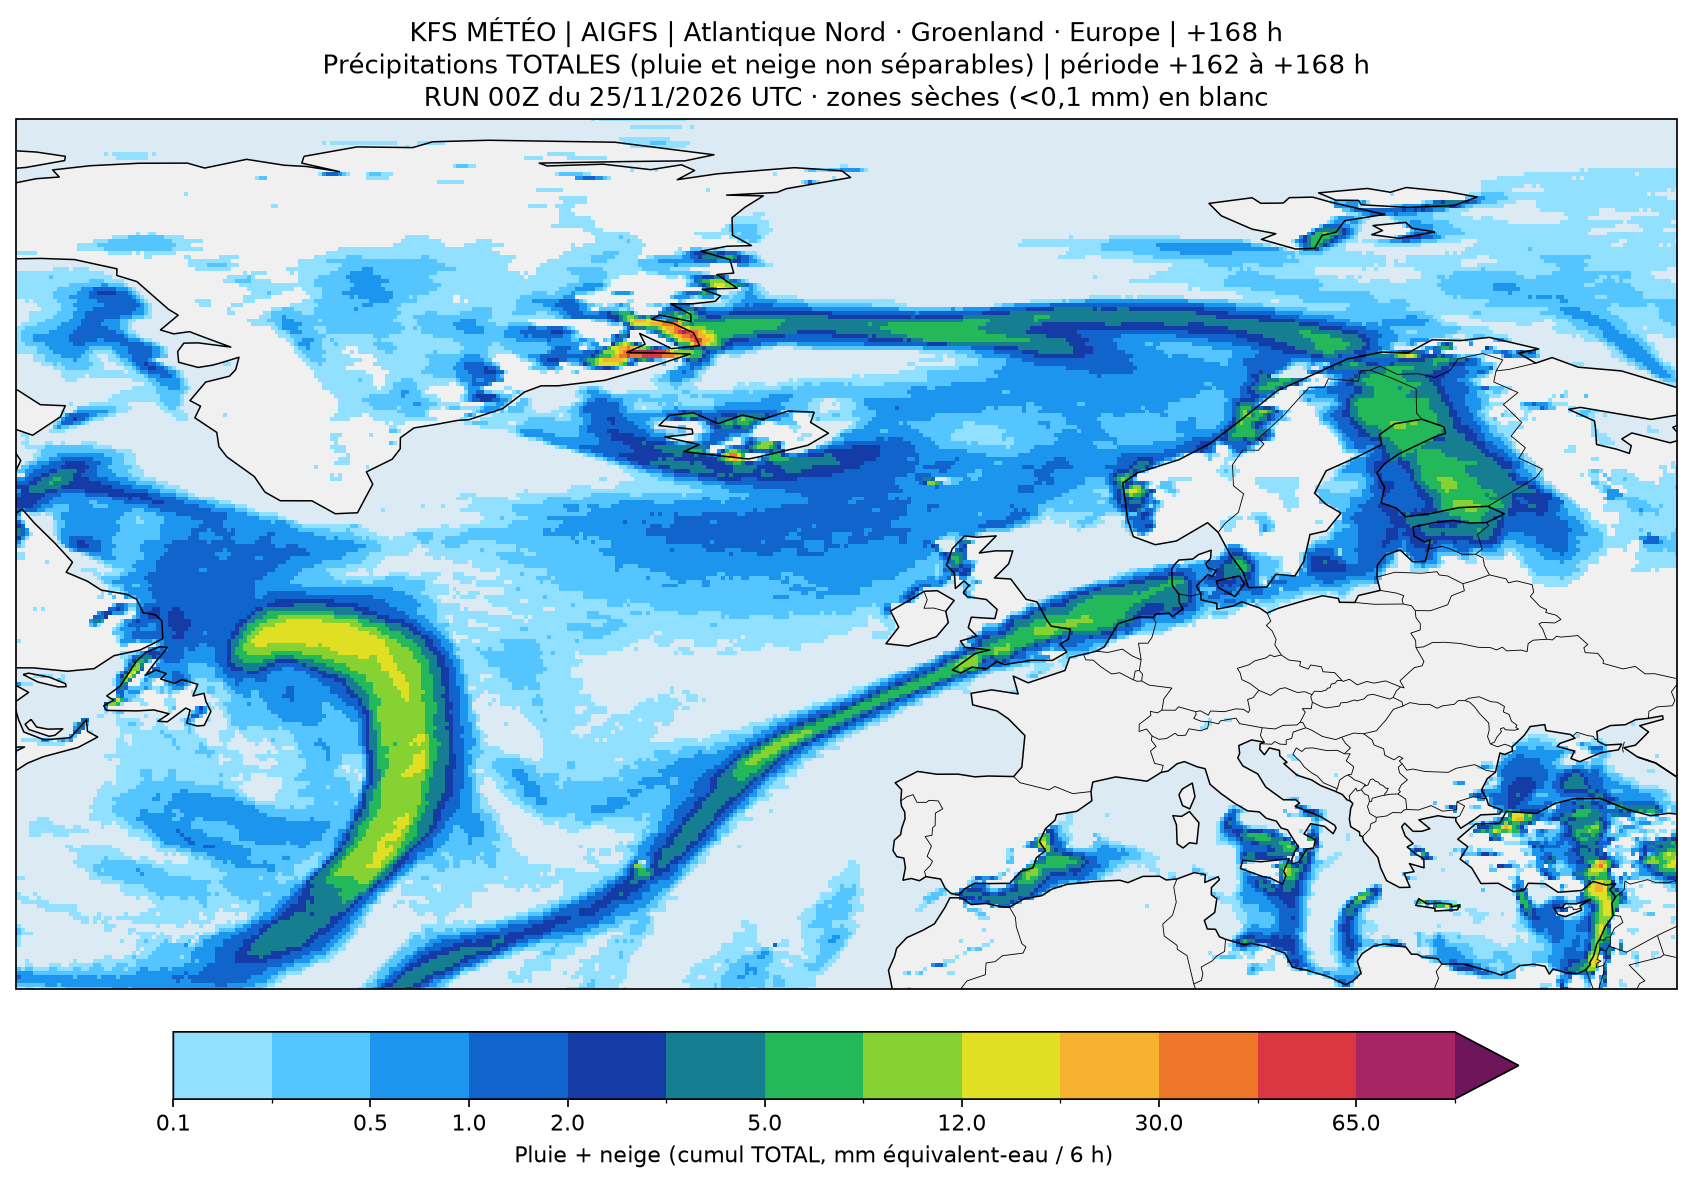 KFS MÉTÉO | AIGFS | Atlantique Nord · Groenland · Europe | +168 h
Précipitations TOTALES (pluie et neige non séparables) | période +162 à +168 h
RUN 00Z du 25/11/2026 UTC · zones sèches (<0,1 mm) en blanc
0.1 0.5 1.0 2.0 5.0 12.0 30.0 65.0
Pluie + neige (cumul TOTAL, mm équivalent-eau / 6 h)